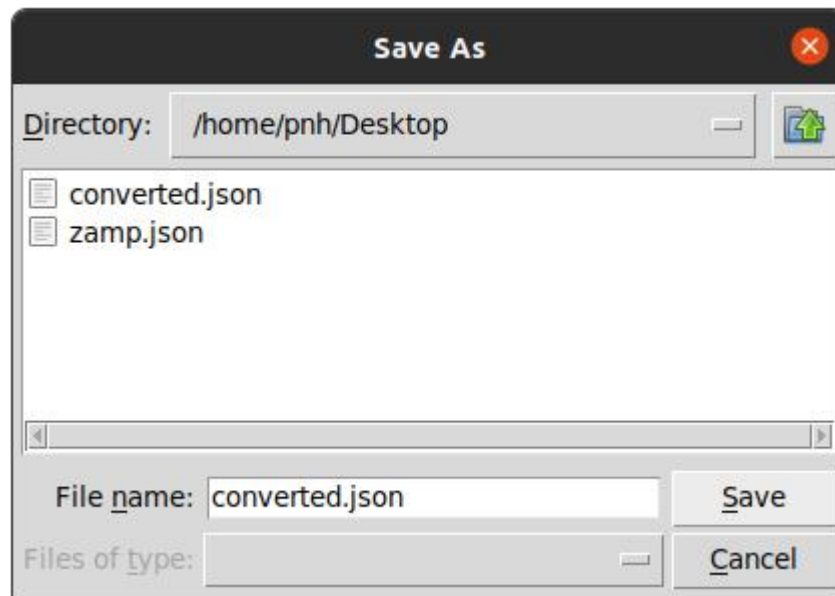 Save As
Directory: /home/pnh/Desktop
converted.json
zamp.json
File name: converted.json Save
Files of type: Cancel